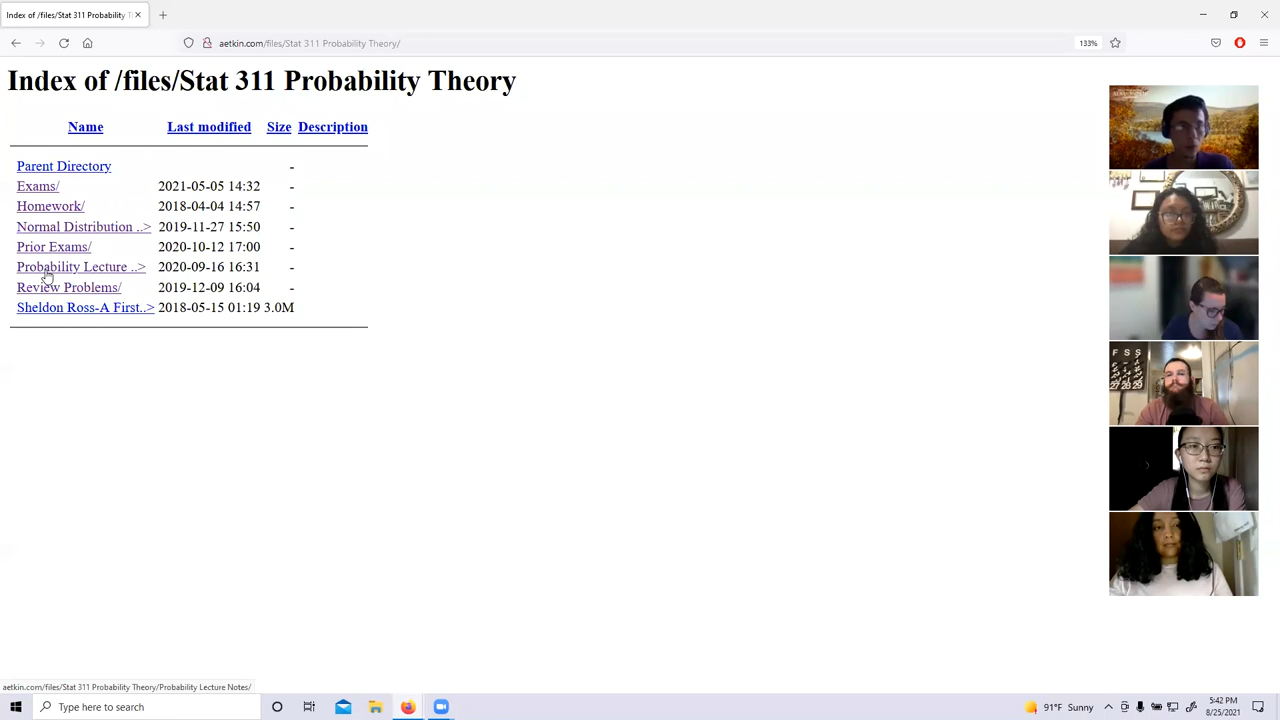 Index of /files/Stat 311 Probability T
aetkin.com/files/Stat 311 Probability Theory/
133%
Index of /files/Stat 311 Probability Theory
Name Last modified Size Description
Parent Directory -
Exams/ 2021-05-05 14:32 -
Homework/ 2018-04-04 14:57 -
Normal Distribution ..> 2019-11-27 15:50 -
Prior Exams/ 2020-10-12 17:00 -
Probability Lecture ..> 2020-09-16 16:31 -
Review Problems/ 2019-12-09 16:04 -
Sheldon Ross-A First..> 2018-05-15 01:19 3.0M
F S S
27 28 29
aetkin.com/files/Stat 311 Probability Theory/Probability Lecture Notes/
Type here to search
91°F Sunny
5:42 PM
8/25/2021